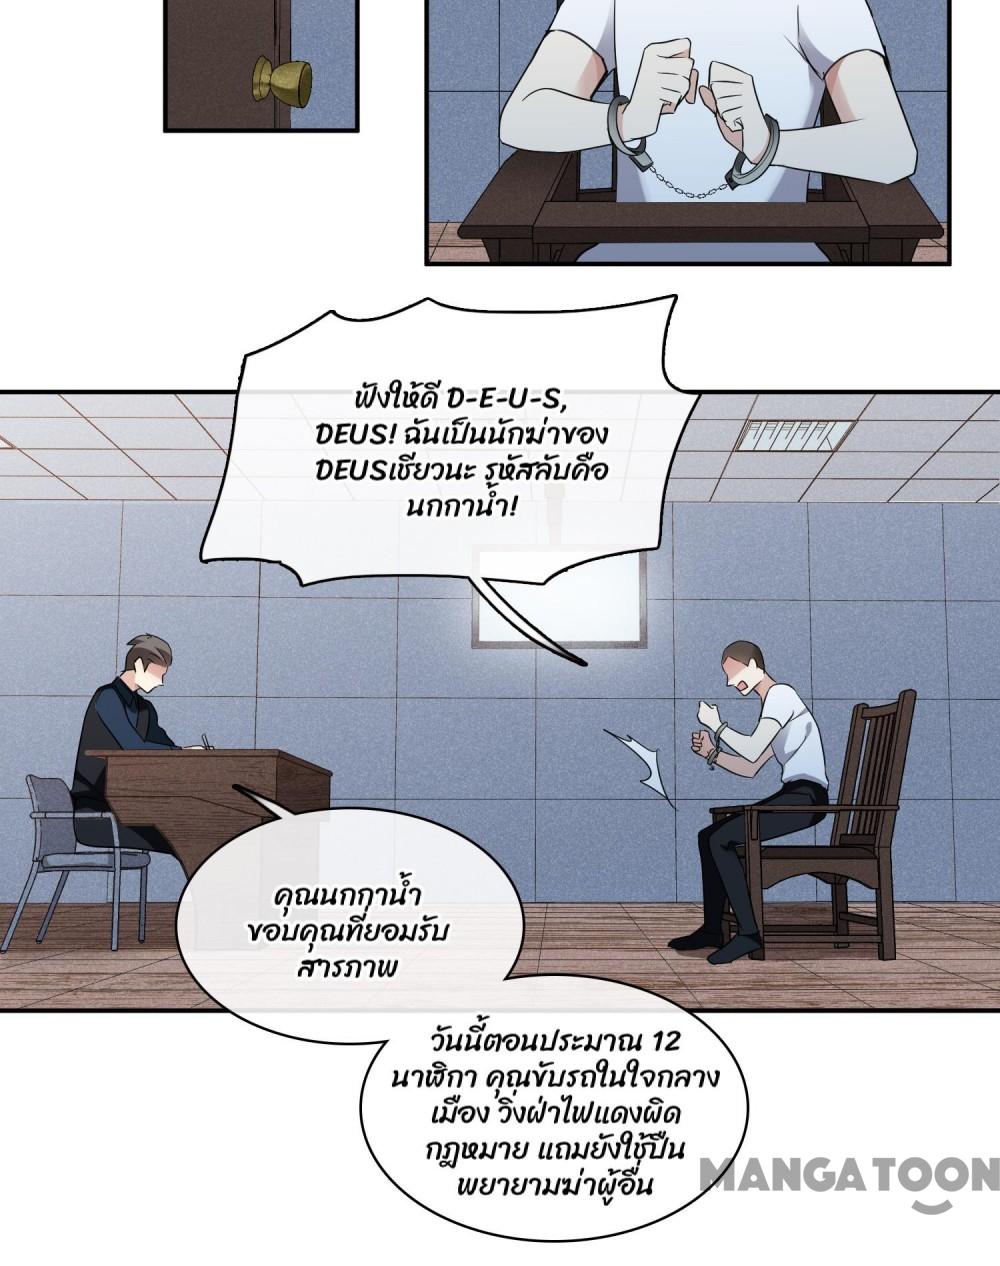 ฟังให้ดี D-E-U-S,
DEUS! ฉันเป็นนักฆ่าของ
DEUSเชียวนะ รหัสลับคือ
นกกาน้ำ!
คุณนกกาน้ำ
ขอบคุณที่ยอมรับ
สารภาพ
วันนี้ตอนประมาณ 12
นาฬิกา คุณขับรถในใจกลาง
เมือง วิ่งฝ่าไฟแดงผิด
กฎหมาย แถมยังใช้ปืน
พยายามฆ่าผู้อื่น
MANGATOON